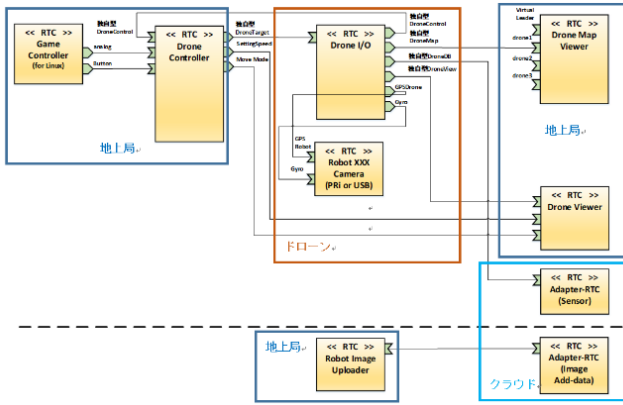 << RTC >>
Game
Controller
(for Linux)
analog
Button
独自型
DroneControl
<< RTC >>
Drone
Controller
地上局
独自型
DroneTarget
SettingSpeed
Move Mode
<< RTC >>
Drone I/O
独自型
DroneControl
独自型
DroneMap
独自型DroneDB
独自型DroneView
GPSDrone
Gyro
GPS
Robot
Gyro
<< RTC >>
Robot XXX
Camera
(PRi or USB)
ドローン
Virtual
Leader
drone1
drone2
drone3
<< RTC >>
Drone Map
Viewer
地上局
<< RTC >>
Drone Viewer
<< RTC >>
Adapter-RTC
(Sensor)
地上局
<< RTC >>
Robot Image
Uploader
<< RTC >>
Adapter-RTC
(Image
Add-data)
クラウド